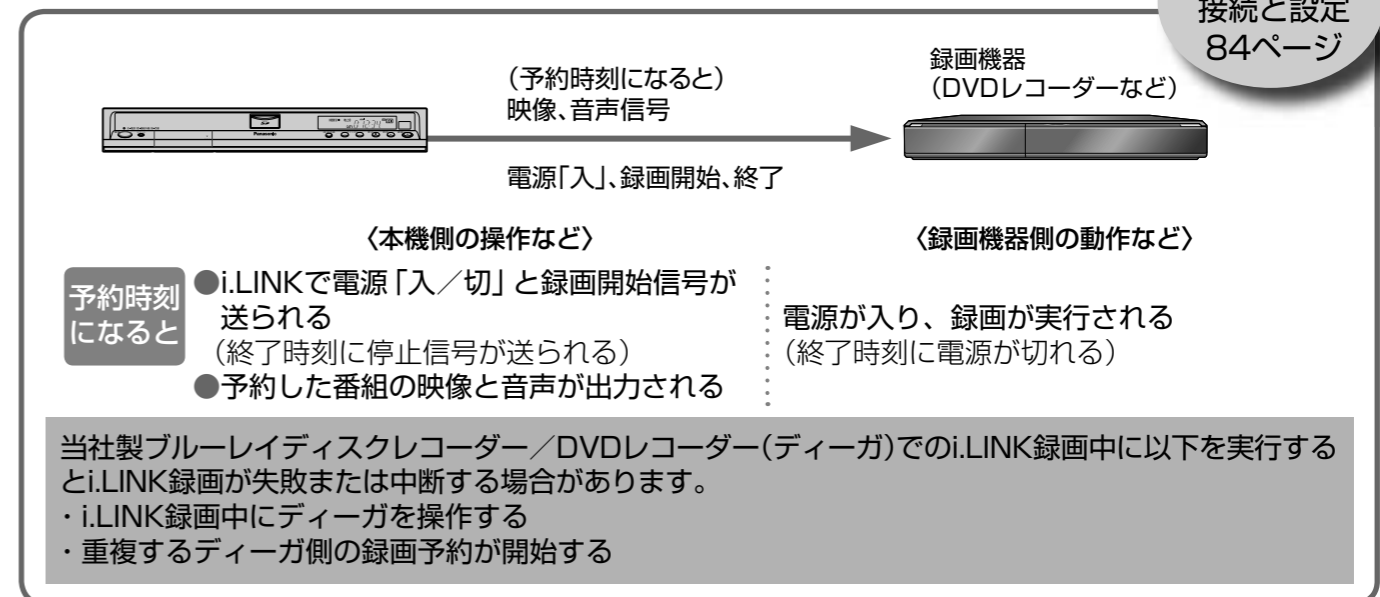 接続と設定
84ページ
録画機器
（DVDレコーダーなど）
（予約時刻になると）
映像、音声信号
Panasonic
電源「入」、録画開始、終了
〈本機側の操作など〉
〈録画機器側の動作など〉
予約時刻
になると
●i.LINKで電源「入／切」と録画開始信号が
送られる
（終了時刻に停止信号が送られる）
●予約した番組の映像と音声が出力される
電源が入り、録画が実行される
（終了時刻に電源が切れる）
当社製ブルーレイディスクレコーダー／DVDレコーダー（ディーガ）でのi.LINK録画中に以下を実行する
とi.LINK録画が失敗または中断する場合があります。
・i.LINK録画中にディーガを操作する
・重複するディーガ側の録画予約が開始する